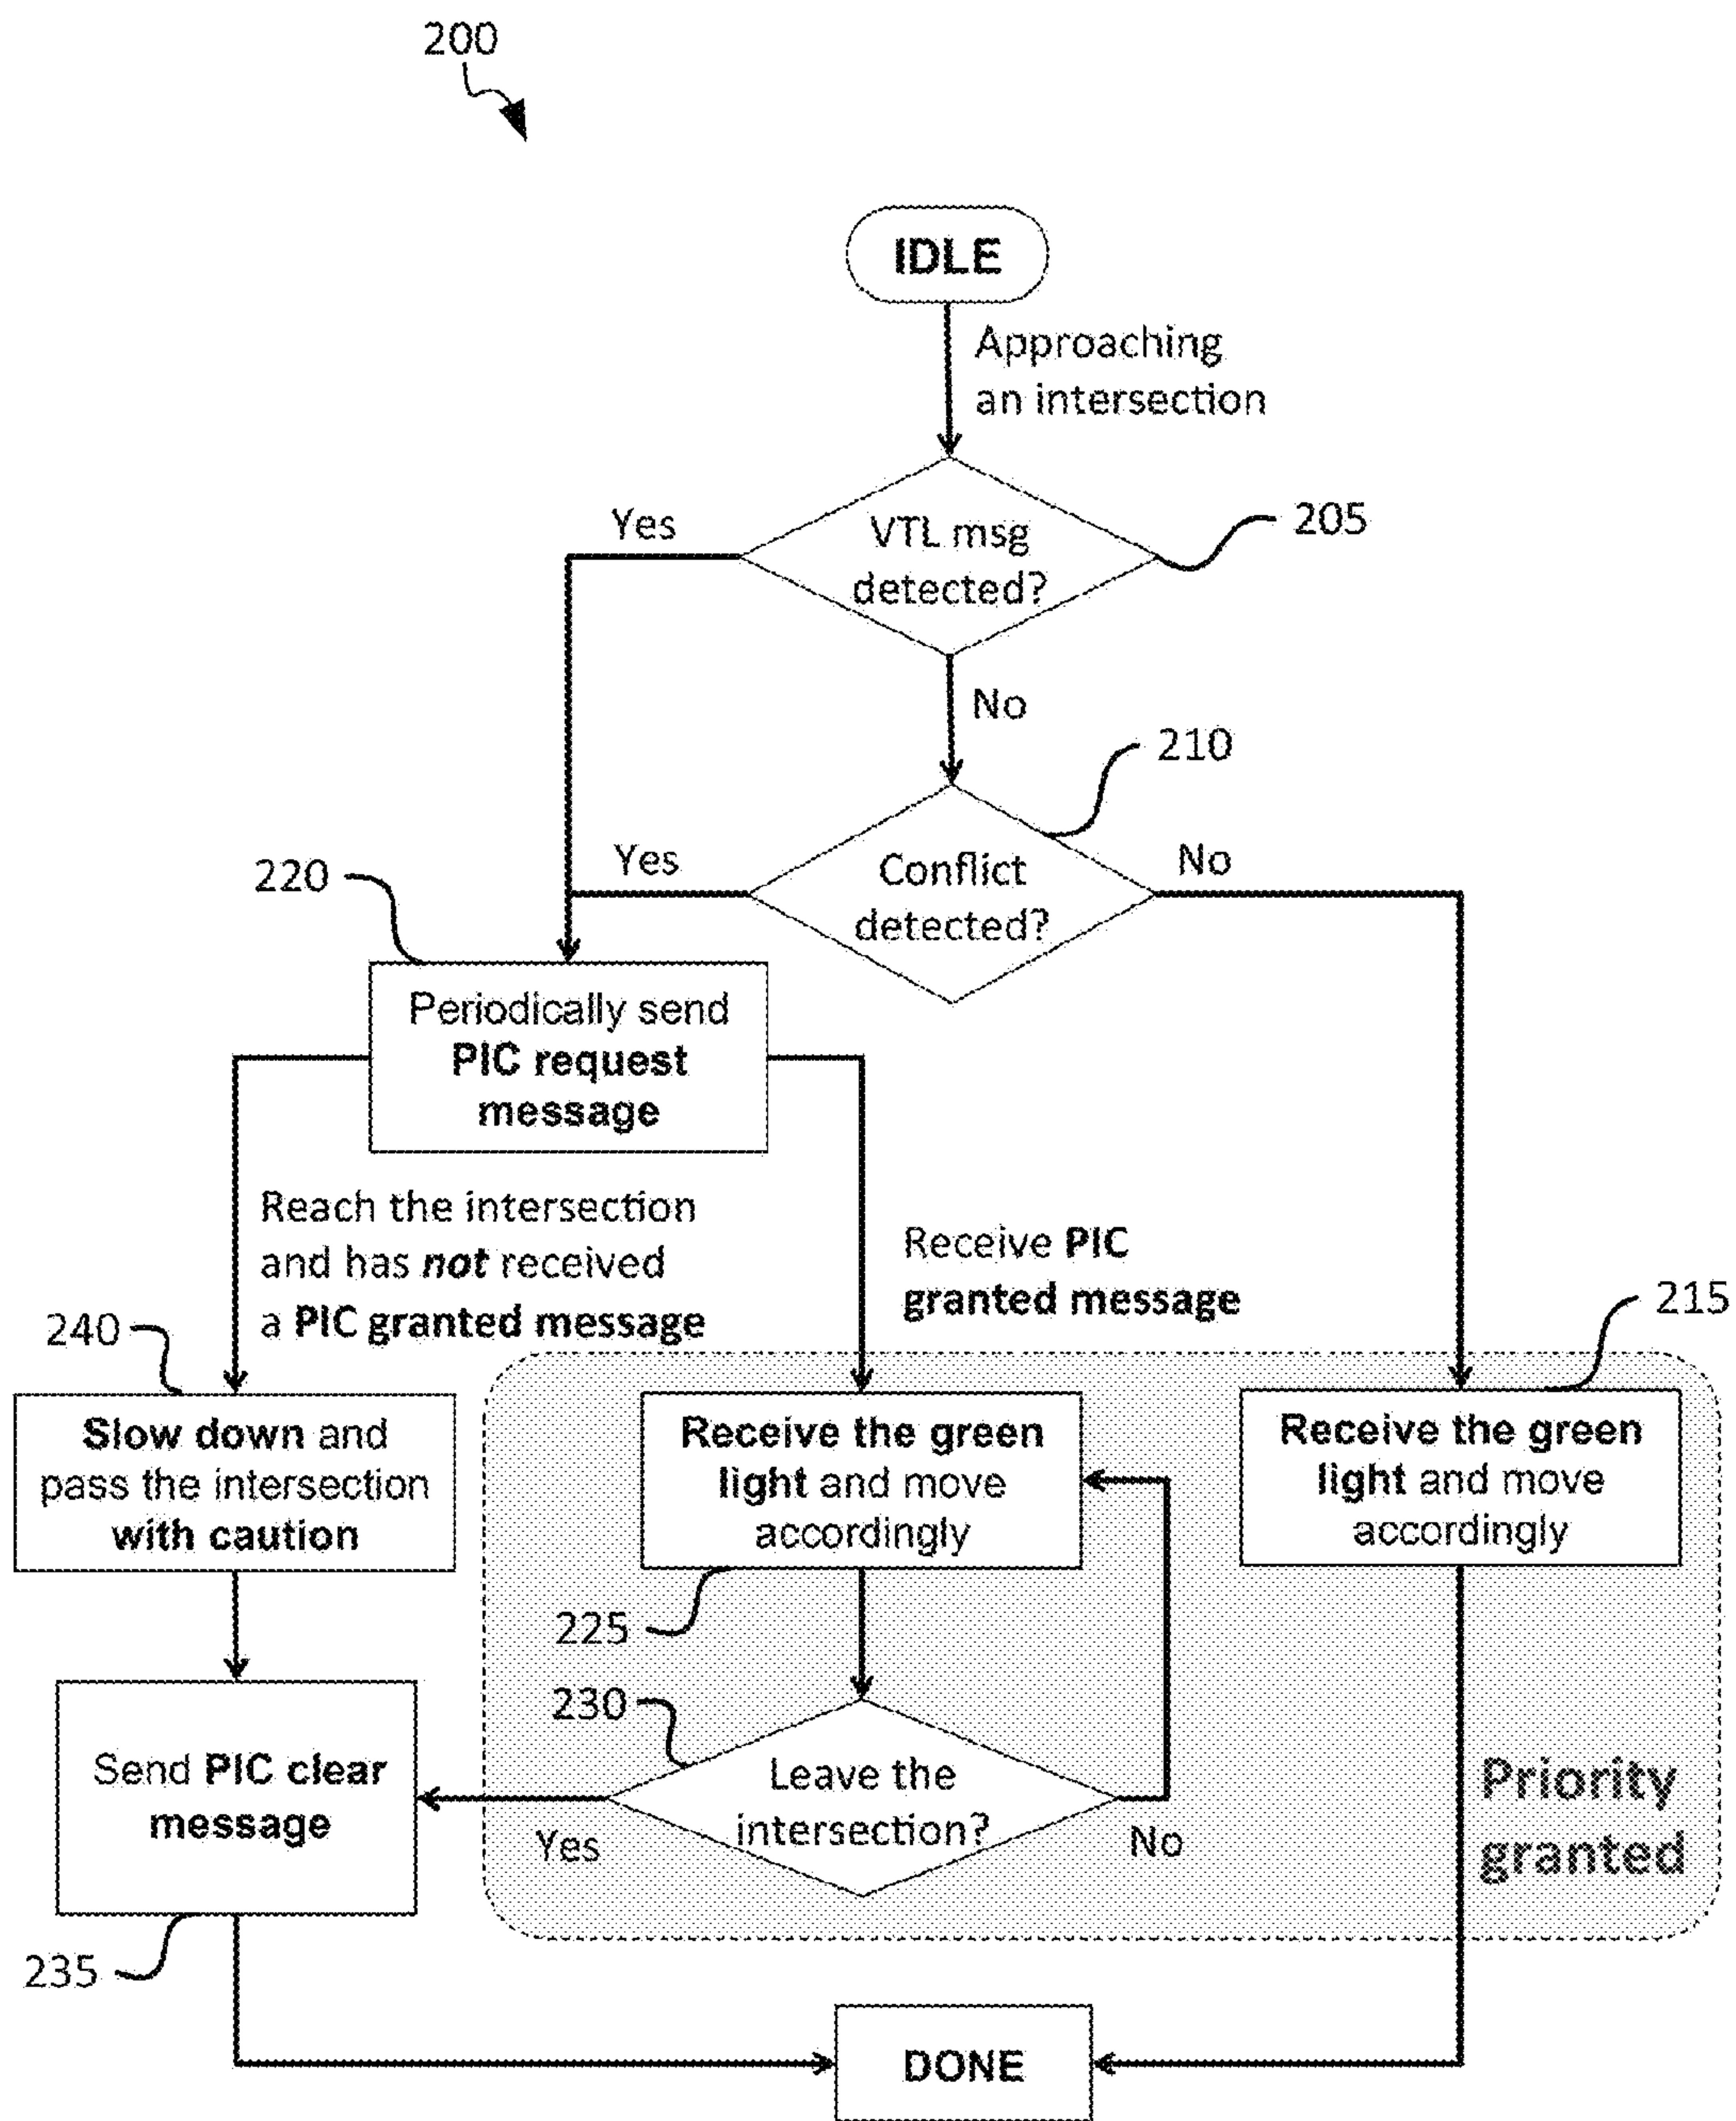 200
IDLE
Approaching
an intersection
VTL msg
detected?
205
Yes
No
210
Conflict
detected?
Yes
No
220
Periodically send
PIC request
message
Reach the intersection
and has not received
a PIC granted message
Receive PIC
granted message
240
215
Slow down and
pass the intersection
with caution
Receive the green
light and move
accordingly
Receive the green
light and move
accordingly
225
230
Send PIC clear
message
Leave the
intersection?
Yes
No
Priority
granted
235
DONE